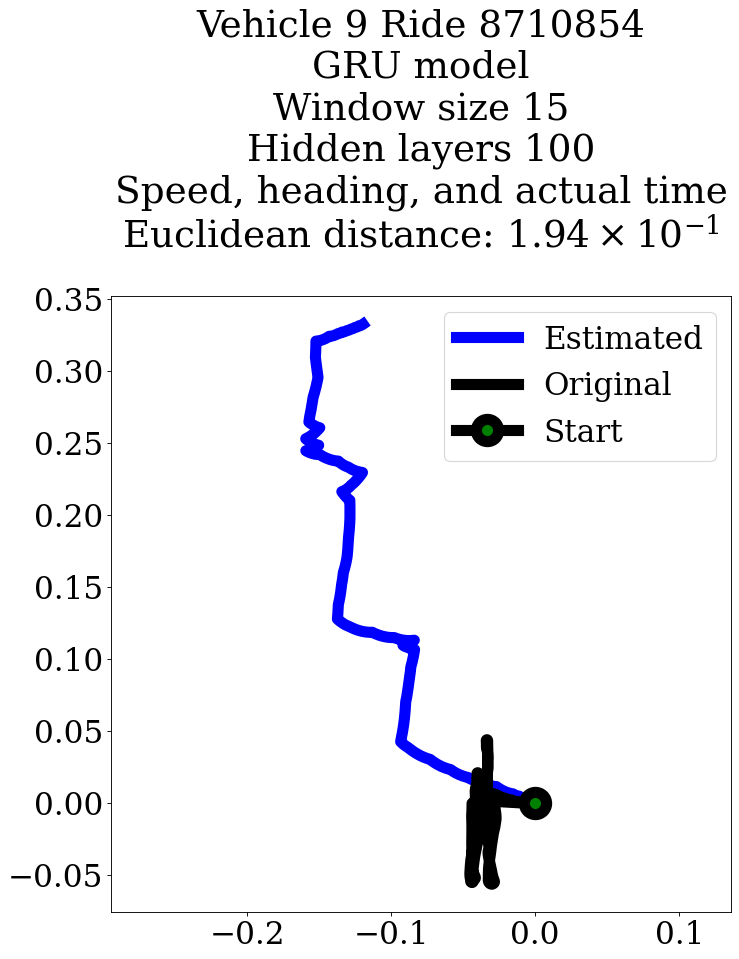 Vehicle 9 Ride 8710854
GRU model
Window size 15
Hidden layers 100
Speed, heading, and actual time
Euclidean distance: 1.94 × 10⁻¹
0.35
0.30
0.25
0.20
0.15
0.10
0.05
0.00
−0.05
Estimated
Original
Start
−0.2
−0.1
0.0
0.1